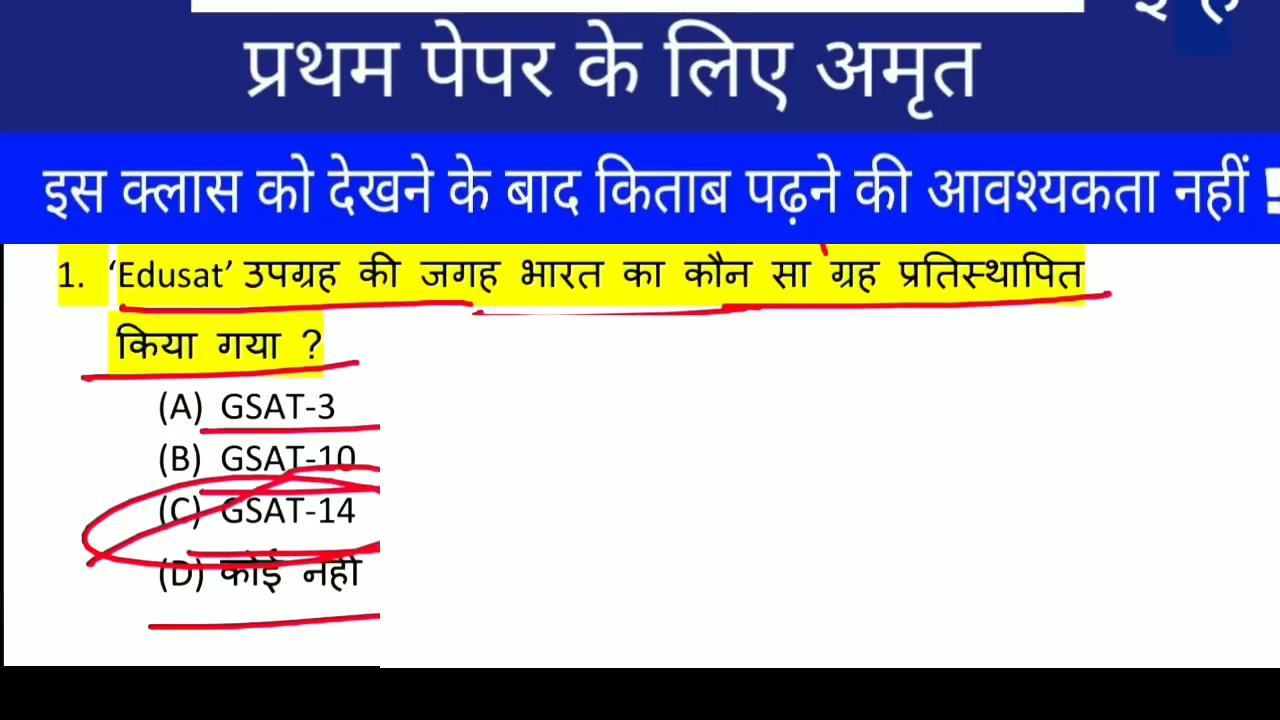 प्रथम पेपर के लिए अमृत
इस क्लास को देखने के बाद किताब पढ़ने की आवश्यकता नहीं !
1. ‘Edusat’ उपग्रह की जगह भारत का कौन सा ग्रह प्रतिस्थापित
किया गया ?
(A) GSAT-3
(B) GSAT-10
(C) GSAT-14
(D) कोई नही